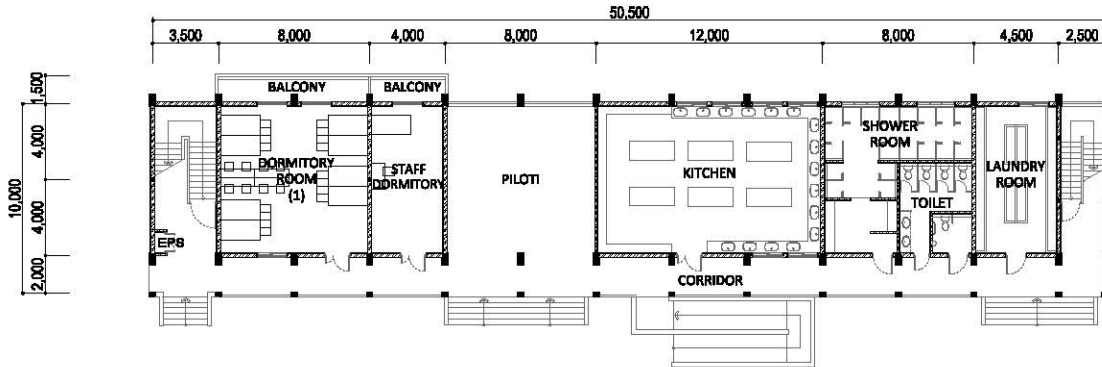 50,500
3,500 8,000 4,000 8,000 12,000 8,000 4,500 2,500
1,500
4,000
10,000
4,000
2,000
BALCONY BALCONY
DORMITORY
ROOM
(1)
STAFF
DORMITORY
PILOTI
KITCHEN
SHOWER
ROOM
TOILET
LAUNDRY
ROOM
EPS
CORRIDOR